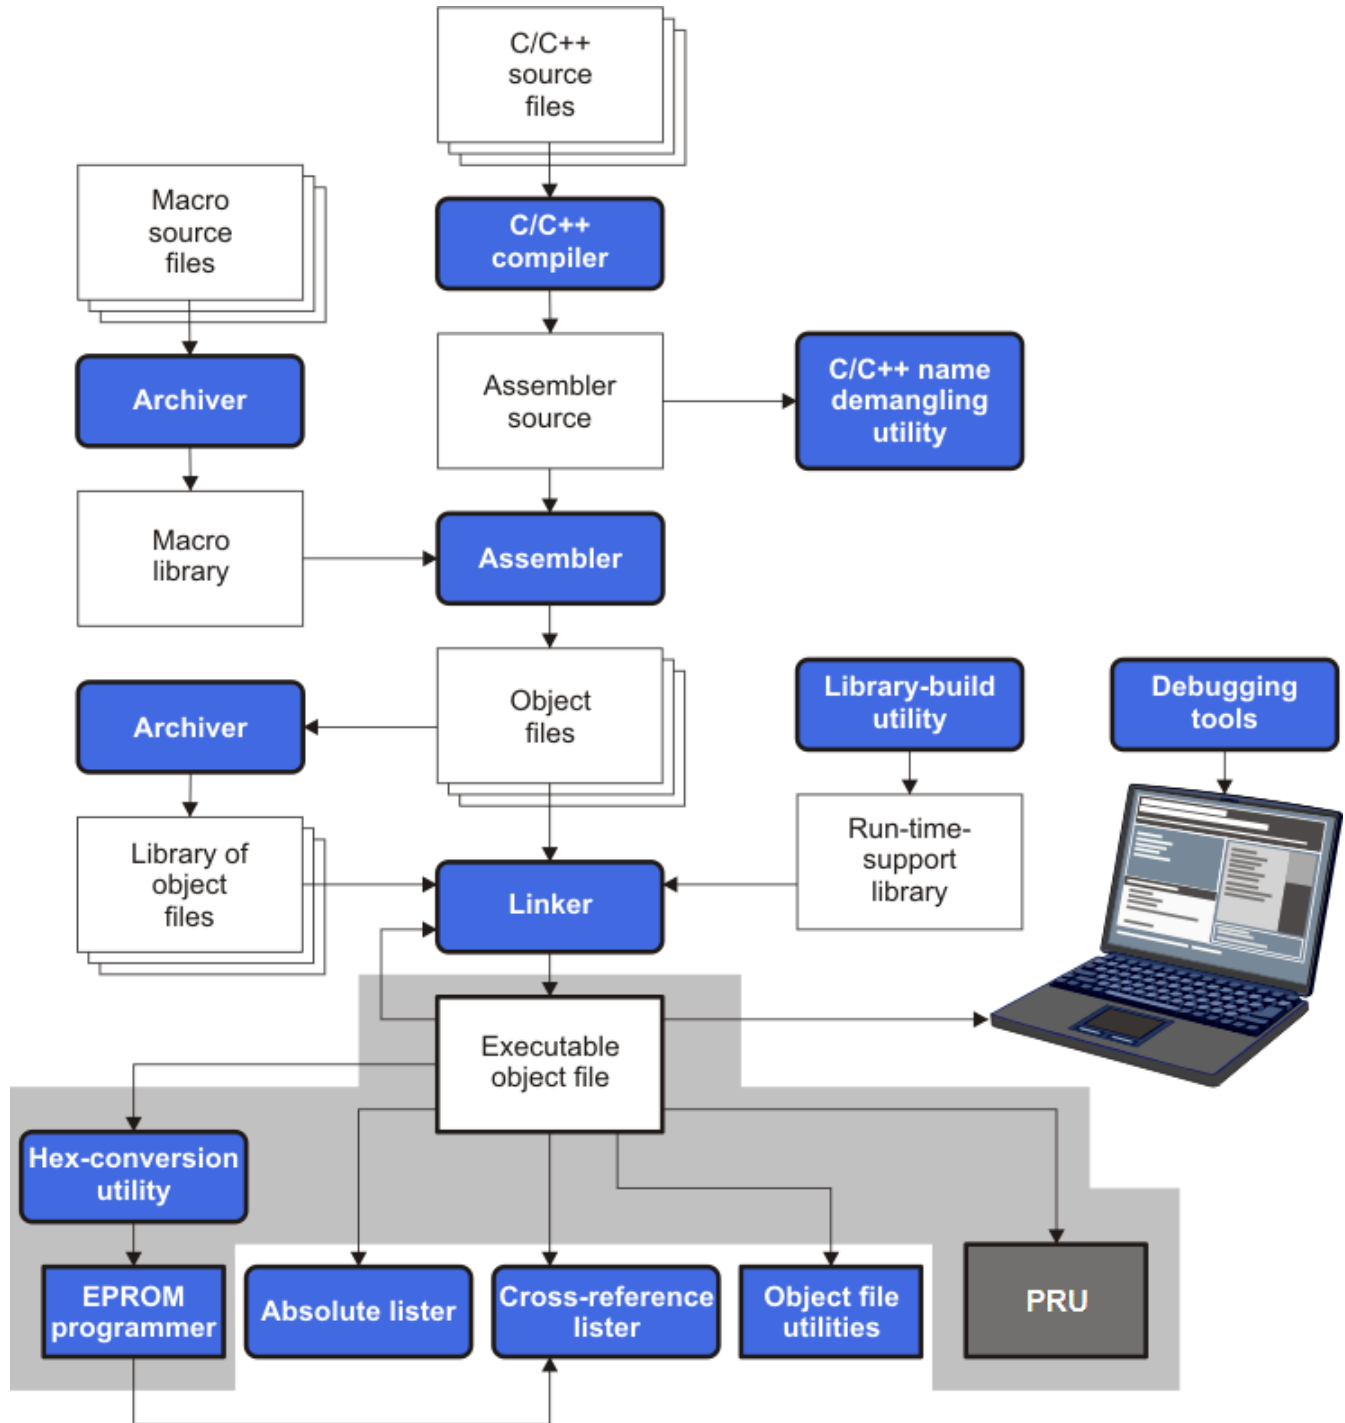 C/C++
source
files
Macro
source
files
C/C++
compiler
Archiver
Assembler
source
C/C++ name
demangling
utility
Macro
library
Assembler
Archiver
Object
files
Library-build
utility
Debugging
tools
Library of
object
files
Linker
Run-time-
support
library
Executable
object file
Hex-conversion
utility
EPROM
programmer
Absolute lister
Cross-reference
lister
Object file
utilities
PRU